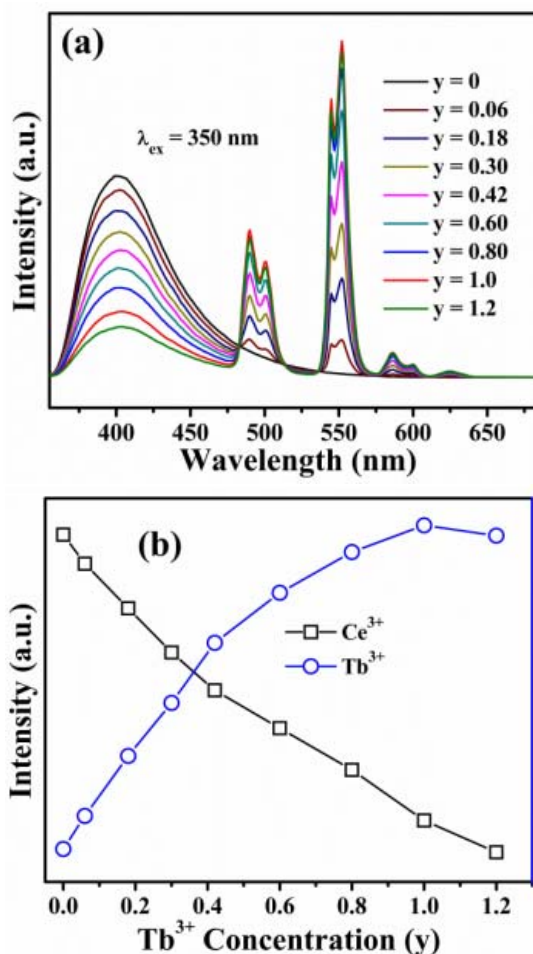 (a)
λex = 350 nm
y = 0
y = 0.06
y = 0.18
y = 0.30
y = 0.42
y = 0.60
y = 0.80
y = 1.0
y = 1.2
Intensity (a.u.)
400 450 500 550 600 650
Wavelength (nm)
(b)
Ce³⁺
Tb³⁺
Intensity (a.u.)
0.0 0.2 0.4 0.6 0.8 1.0 1.2
Tb³⁺ Concentration (y)